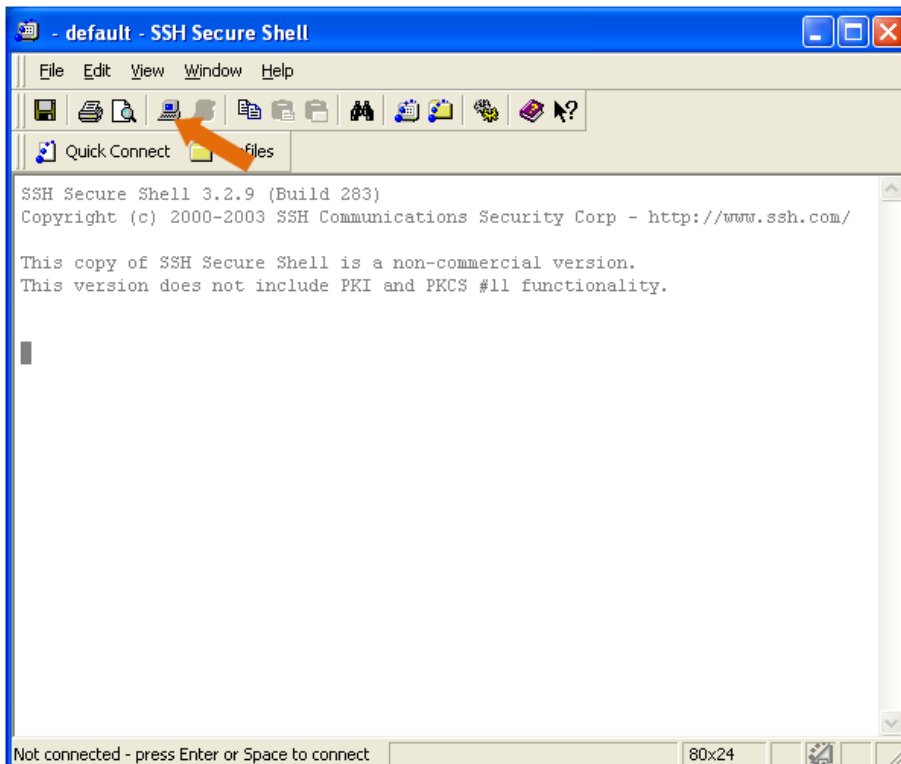 - default - SSH Secure Shell
File Edit View Window Help
Quick Connect
SSH Secure Shell 3.2.9 (Build 283)
Copyright (c) 2000-2003 SSH Communications Security Corp - http://www.ssh.com/
This copy of SSH Secure Shell is a non-commercial version.
This version does not include PKI and PKCS #11 functionality.
Not connected - press Enter or Space to connect 80x24